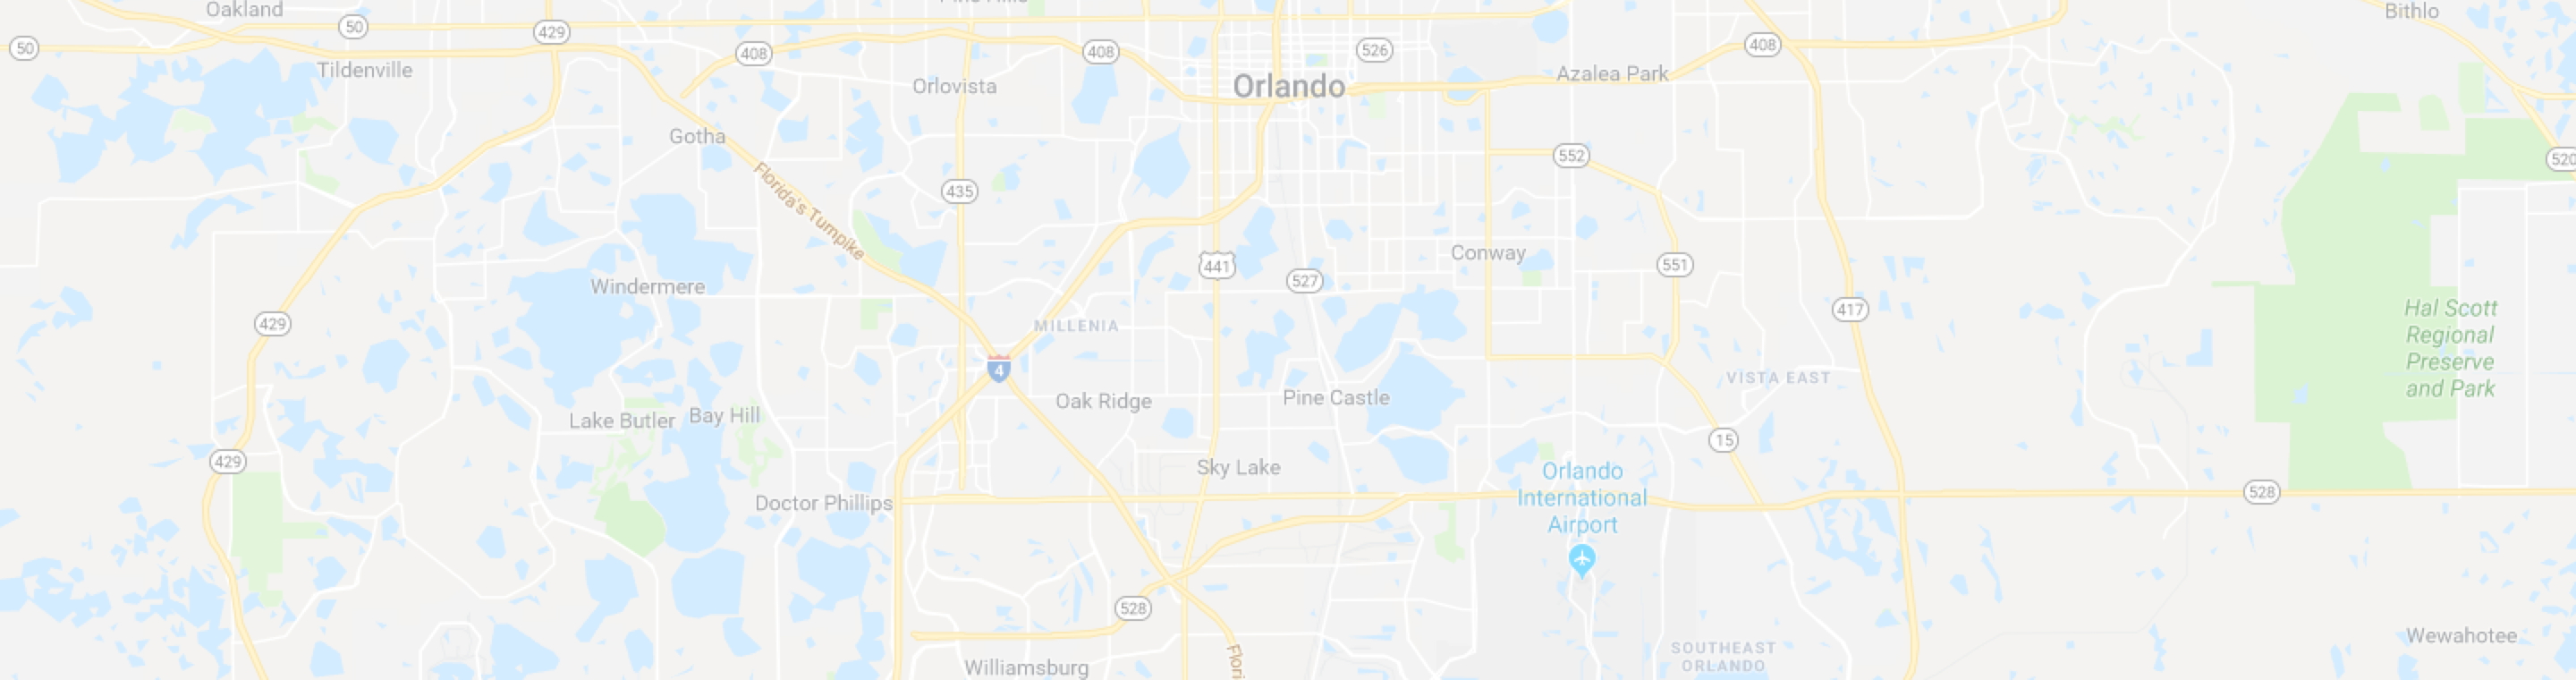 Oakland
Pine Hills
Bithlo
50
429
50
408
408
526
408
Tildenville
Orlovista
Orlando
Azalea Park
Gotha
552
520
Florida's Turnpike
435
Conway
441
551
527
Windermere
417
Hal Scott
Regional
Preserve
and Park
429
MILLENIA
4
VISTA EAST
Oak Ridge
Pine Castle
Lake Butler
Bay Hill
15
429
Sky Lake
Orlando
International
Airport
Doctor Phillips
528
528
Wewahotee
SOUTHEAST
ORLANDO
Williamsburg
Flori